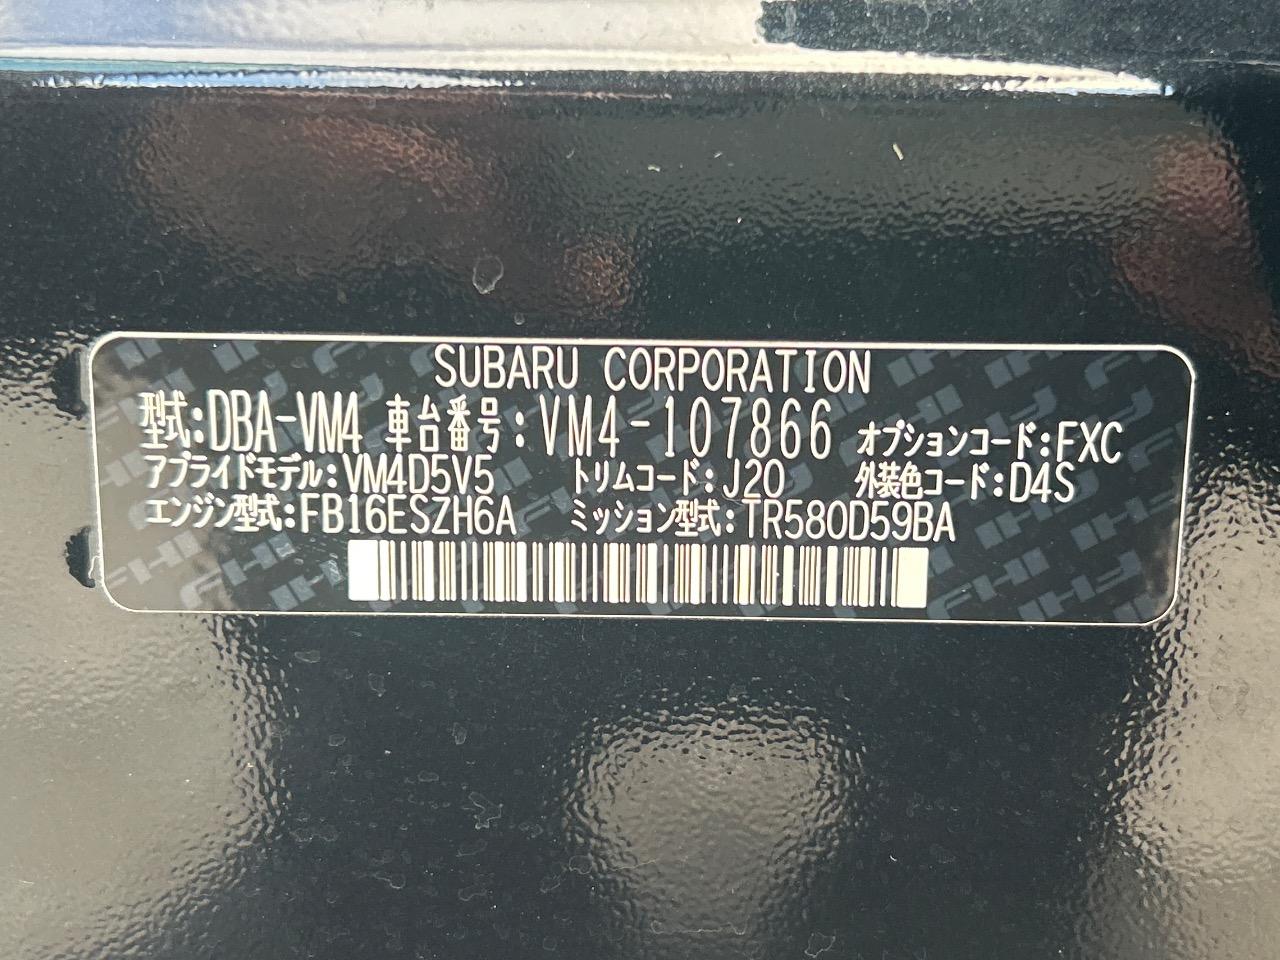 SUBARU CORPORATION
型式:DBA-VM4 車台番号:VM4-107866 オプションコード:FXC
アプライドモデル:VM4D5V5 トリムコード:J20 外装色コード:D4S
エンジン型式:FB16ESZH6A ミッション型式:TR580D59BA